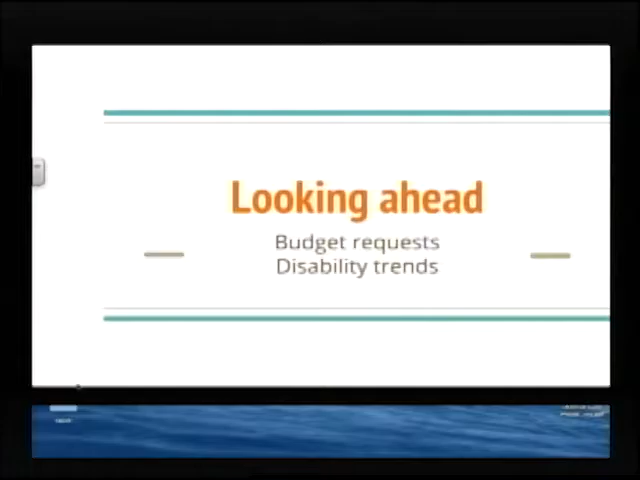 Looking ahead
Budget requests
Disability trends